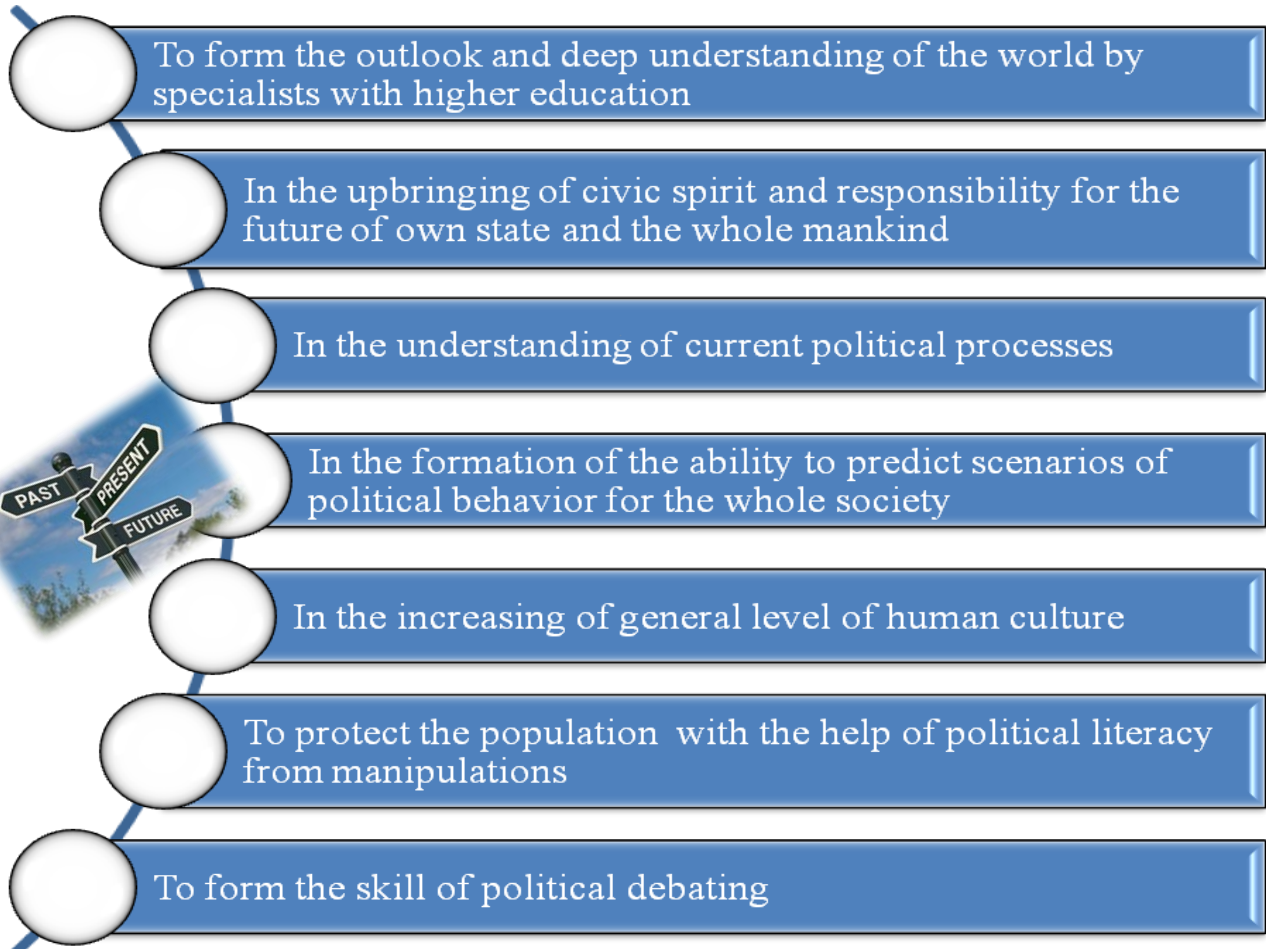 To form the outlook and deep understanding of the world by
specialists with higher education
In the upbringing of civic spirit and responsibility for the
future of own state and the whole mankind
In the understanding of current political processes
In the formation of the ability to predict scenarios of
political behavior for the whole society
PAST
PRESENT
FUTURE
In the increasing of general level of human culture
To protect the population with the help of political literacy
from manipulations
To form the skill of political debating